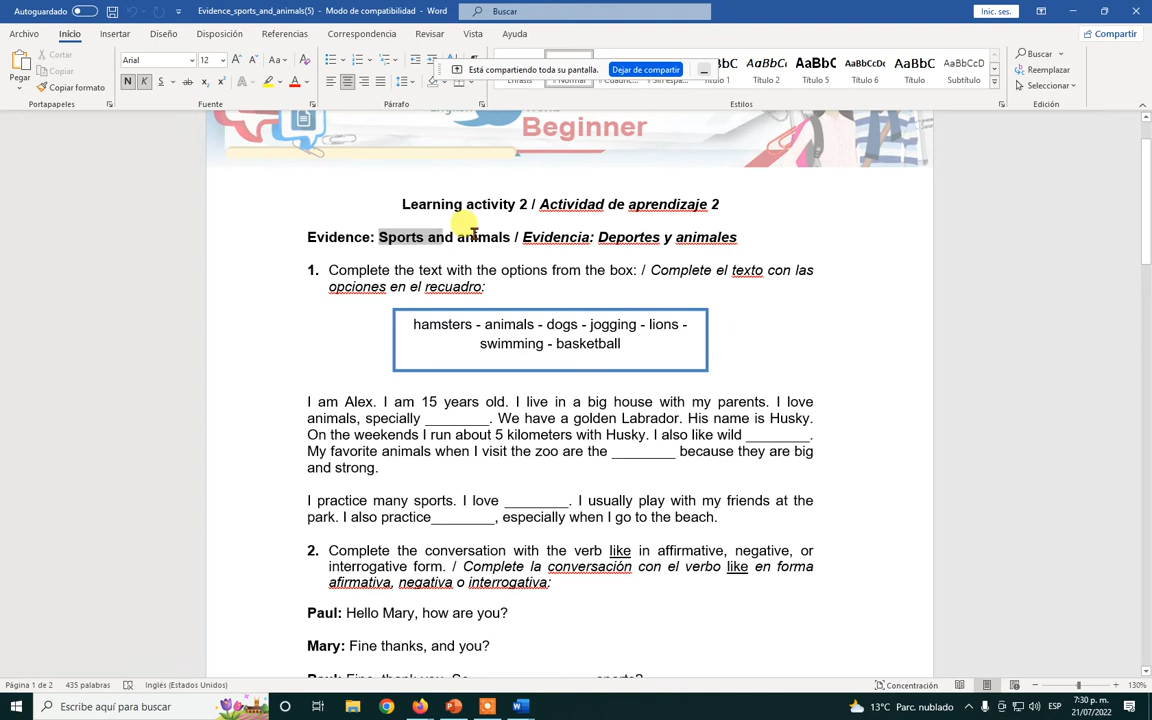 Autoguardado
Evidence_sports_and_animals(5) - Modo de compatibilidad - Word
Buscar
Inic. ses.
Archivo Inicio Insertar Diseño Disposición Referencias Correspondencia Revisar Vista Ayuda
Compartir
Pegar
Cortar
Copiar
Copiar formato
Arial 12
N K S ab x₂ x²
Está compartiendo toda su pantalla. Dejar de compartir
AaBbCc AaBbC AaBbCcDc AaBbC AaBbCcD
Título 1 Título 2 Título 5 Título Subtítulo
Buscar
Reemplazar
Seleccionar
Portapapeles Fuente Párrafo Estilos Edición
Beginner
Learning activity 2 / Actividad de aprendizaje 2
Evidence: Sports and animals / Evidencia: Deportes y animales
1. Complete the text with the options from the box: / Complete el texto con las
opciones en el recuadro:
hamsters - animals - dogs - jogging - lions -
swimming - basketball
I am Alex. I am 15 years old. I live in a big house with my parents. I love
animals, specially ________. We have a golden Labrador. His name is Husky.
On the weekends I run about 5 kilometers with Husky. I also like wild ________.
My favorite animals when I visit the zoo are the ________ because they are big
and strong.
I practice many sports. I love ________. I usually play with my friends at the
park. I also practice________, especially when I go to the beach.
2. Complete the conversation with the verb like in affirmative, negative, or
interrogative form. / Complete la conversación con el verbo like en forma
afirmativa, negativa o interrogativa:
Paul: Hello Mary, how are you?
Mary: Fine thanks, and you?
Página 1 de 2 435 palabras Inglés (Estados Unidos) Concentración 130%
Escribe aquí para buscar
13°C Parc. nublado ESP
7:30 p. m.
21/07/2022